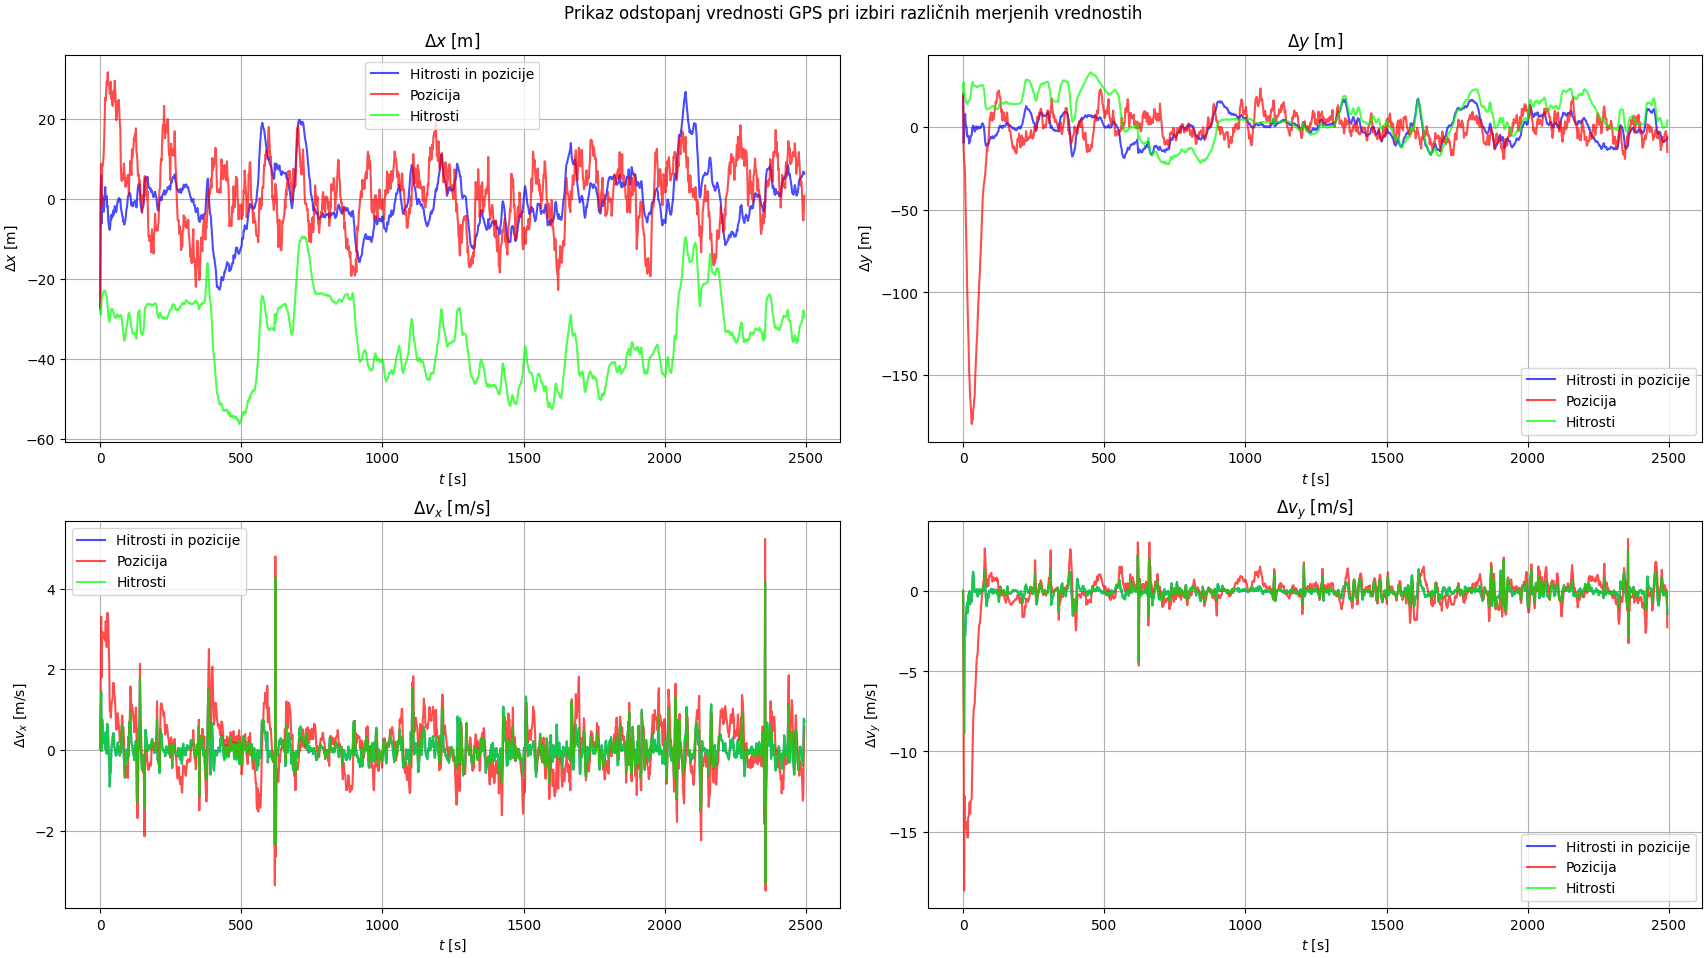 Prikaz odstopanj vrednosti GPS pri izbiri različnih merjenih vrednostih
Δx [m]
Hitrosti in pozicije
Pozicija
Hitrosti
20
0
−20
−40
−60
Δx [m]
0 500 1000 1500 2000 2500
t [s]
Δy [m]
0
−50
−100
−150
Δy [m]
Hitrosti in pozicije
Pozicija
Hitrosti
0 500 1000 1500 2000 2500
t [s]
Δvx [m/s]
Hitrosti in pozicije
Pozicija
Hitrosti
4
2
0
−2
Δvx [m/s]
0 500 1000 1500 2000 2500
t [s]
Δvy [m/s]
0
−5
−10
−15
Δvy [m/s]
Hitrosti in pozicije
Pozicija
Hitrosti
0 500 1000 1500 2000 2500
t [s]